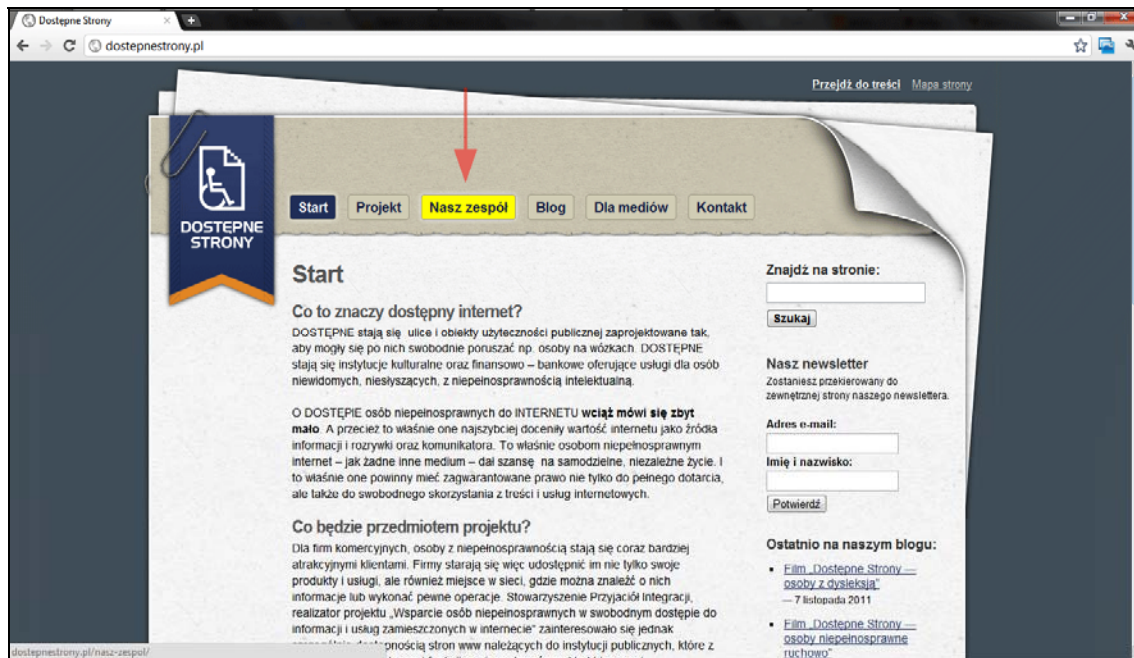 Dostępne Strony
dostepnestrony.pl
Przejdź do treści Mapa strony
DOSTĘPNE
STRONY
Start Projekt Nasz zespół Blog Dla mediów Kontakt
Start
Co to znaczy dostępny internet?
DOSTĘPNE stają się ulice i obiekty użyteczności publicznej zaprojektowane tak,
aby mogły się po nich swobodnie poruszać np. osoby na wózkach. DOSTĘPNE
stają się instytucje kulturalne oraz finansowo – bankowe oferujące usługi dla osób
niewidomych, niesłyszących, z niepełnosprawnością intelektualną.
O DOSTĘPIE osób niepełnosprawnych do INTERNETU wciąż mówi się zbyt
mało. A przecież to właśnie one najszybciej doceniły wartość internetu jako źródła
informacji i rozrywki oraz komunikatora. To właśnie osobom niepełnosprawnym
internet – jak żadne inne medium – dał szansę na samodzielne, niezależne życie. I
to właśnie one powinny mieć zagwarantowane prawo nie tylko do pełnego dotarcia,
ale także do swobodnego skorzystania z treści i usług internetowych.
Co będzie przedmiotem projektu?
Dla firm komercyjnych, osoby z niepełnosprawnością stają się coraz bardziej
atrakcyjnymi klientami. Firmy starają się więc udostępnić im nie tylko swoje
produkty i usługi, ale również miejsce w sieci, gdzie można znaleźć o nich
informacje lub wykonać pewne operacje. Stowarzyszenie Przyjaciół Integracji,
realizator projektu „Wsparcie osób niepełnosprawnych w swobodnym dostępie do
informacji i usług zamieszczonych w internecie” zainteresowało się jednak
stron www należących do instytucji publicznych, które z
Znajdź na stronie:
Szukaj
Nasz newsletter
Zostaniesz przekierowany do
zewnętrznej strony naszego newslettera.
Adres e-mail:
Imię i nazwisko:
Potwierdź
Ostatnio na naszym blogu:
Film „Dostępne Strony —
osoby z dysleksją”
— 7 listopada 2011
Film „Dostępne Strony —
osoby niepełnosprawne
ruchowo”
dostepnestrony.pl/nasz-zespol/